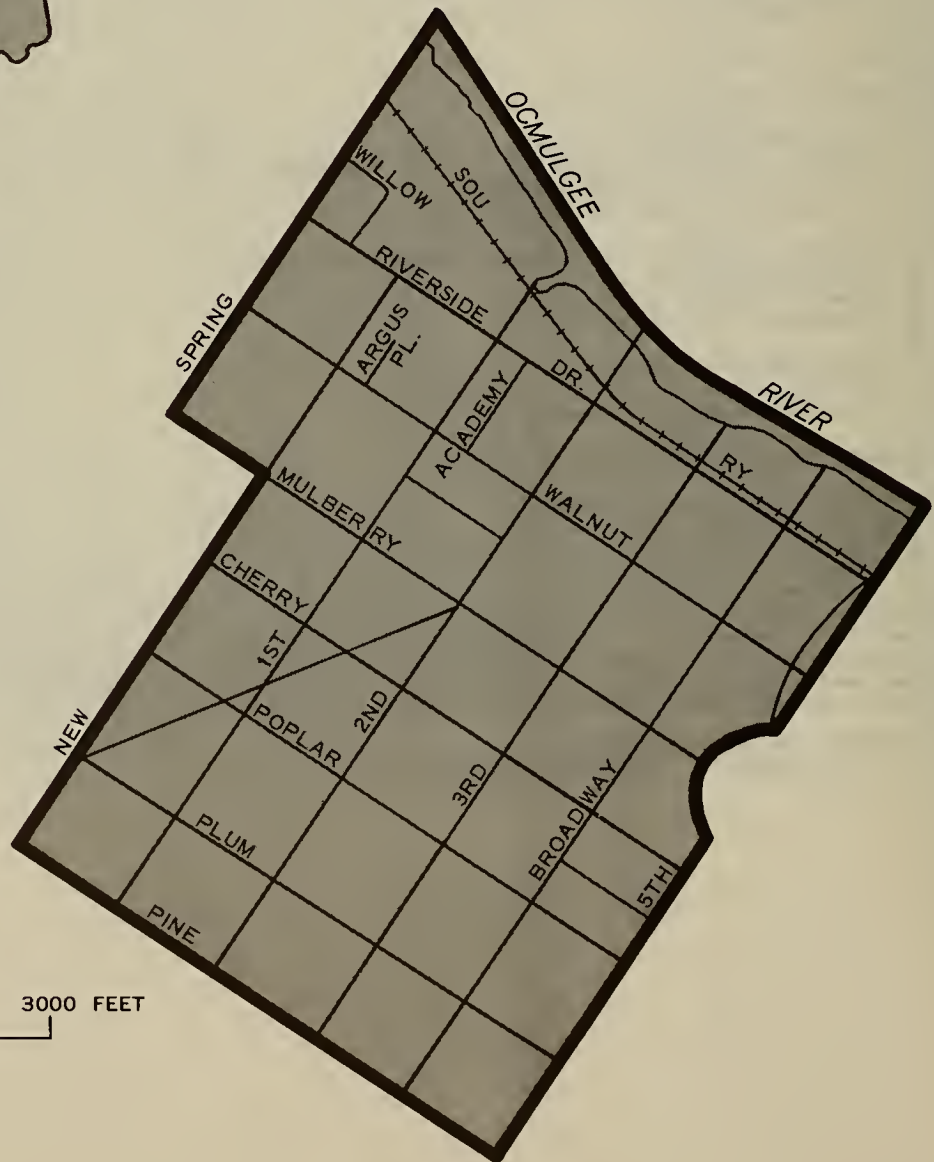 OCMULGEE
WILLOW
SOU
RIVERSIDE
SPRING
ARGUS
PL.
DR.
ACADEMY
RIVER
RY
WALNUT
MULBERRY
CHERRY
1ST
2ND
POPLAR
NEW
3RD
BROADWAY
PLUM
5TH
PINE
3000 FEET